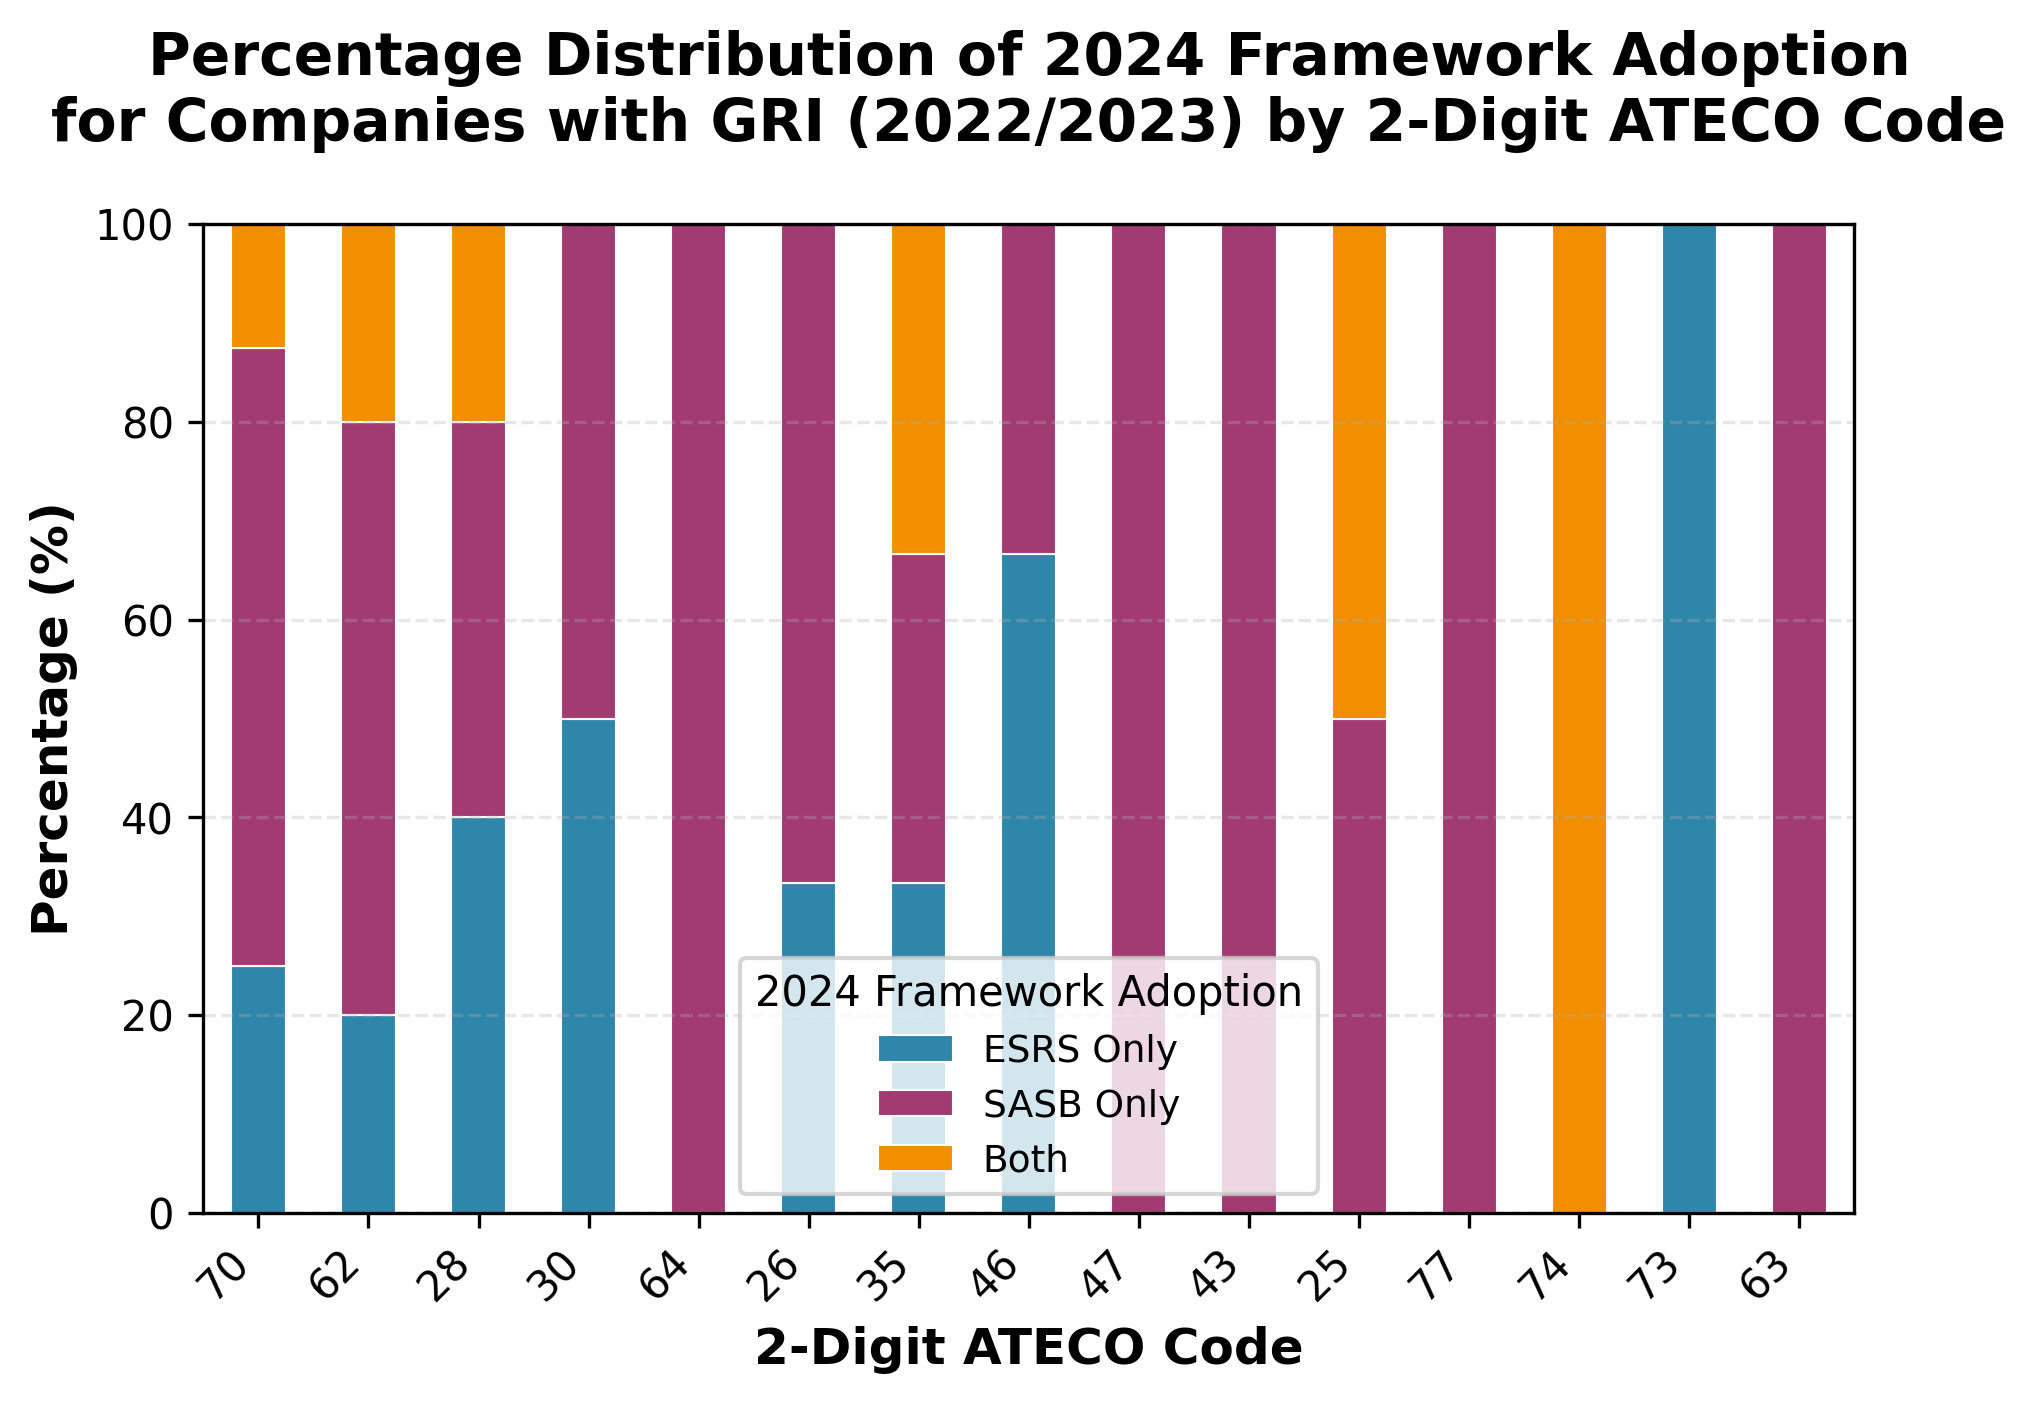 Percentage Distribution of 2024 Framework Adoption
for Companies with GRI (2022/2023) by 2-Digit ATECO Code
Percentage (%)
100
80
60
40
20
0
2024 Framework Adoption
ESRS Only
SASB Only
Both
70
62
28
30
64
26
35
46
47
43
25
77
74
73
63
2-Digit ATECO Code